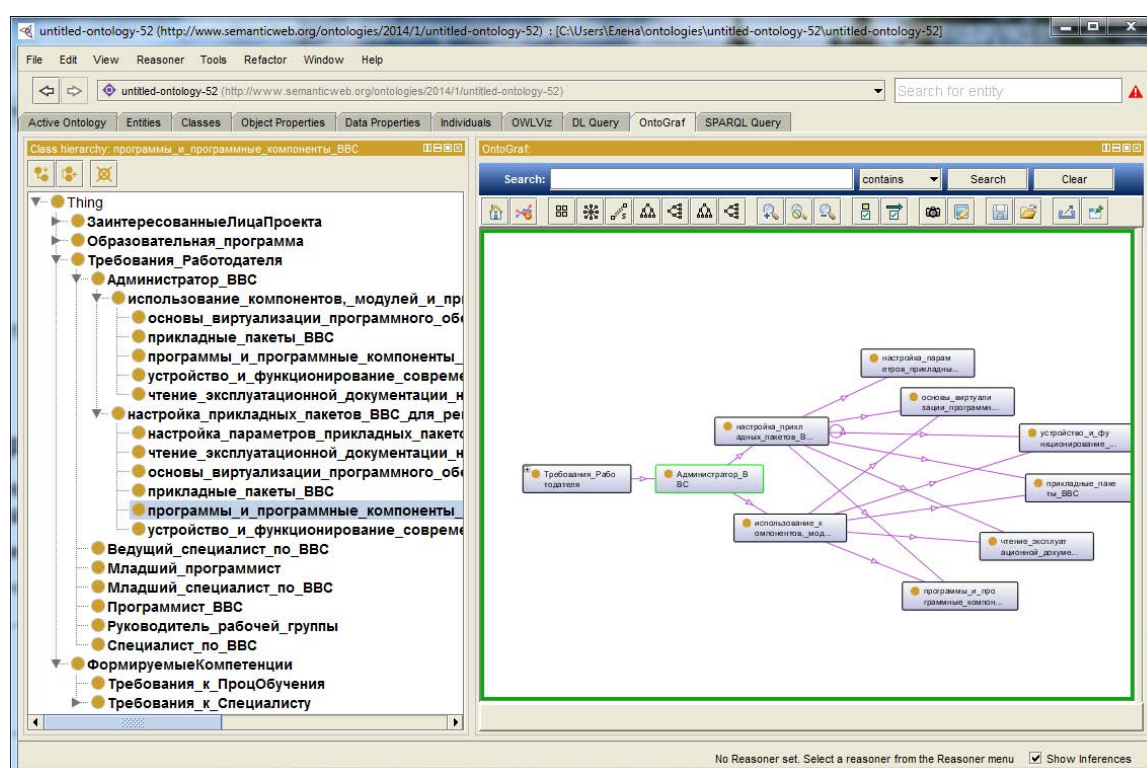 untitled-ontology-52 (http://www.semanticweb.org/ontologies/2014/1/untitled-ontology-52) : [C:\Users\Елена\ontologies\untitled-ontology-52\untitled-ontology-52]
File Edit View Reasoner Tools Refactor Window Help
untitled-ontology-52 (http://www.semanticweb.org/ontologies/2014/1/untitled-ontology-52)
Search for entity
Active Ontology Entities Classes Object Properties Data Properties Individuals OWLViz DL Query OntoGraf SPARQL Query
Class hierarchy: программы_и_программные_компоненты_ВВС
Thing
ЗаинтересованныеЛицаПроекта
Образовательная_программа
Требования_Работодателя
Администратор_ВВС
использование_компонентов,_модулей_и_при
основы_виртуализации_программного_обе
прикладные_пакеты_ВВС
программы_и_программные_компоненты_
устройство_и_функционирование_совреме
чтение_эксплуатационной_документации_н
настройка_прикладных_пакетов_ВВС_для_ре
настройка_параметров_прикладных_пакето
чтение_эксплуатационной_документации_н
основы_виртуализации_программного_обе
прикладные_пакеты_ВВС
программы_и_программные_компоненты_
устройство_и_функционирование_совреме
Ведущий_специалист_по_ВВС
Младший_программист
Младший_специалист_по_ВВС
Программист_ВВС
Руководитель_рабочей_группы
Специалист_по_ВВС
ФормируемыеКомпетенции
Требования_к_ПроцОбучения
Требования_к_Специалисту
OntoGraf:
Search: contains Search Clear
настройка_парам
етров_прикладны...
основы_виртуали
зации_программн...
настройка_прикл
адных_пакетов_В...
устройство_и_фу
нкционирование_...
Требования_Рабо
тодателя
Администратор_В
ВС
прикладные_паке
ты_ВВС
использование_к
омпонентов,_мод...
чтение_эксплуат
ационной_докуме...
программы_и_про
граммные_компон...
No Reasoner set. Select a reasoner from the Reasoner menu Show Inferences